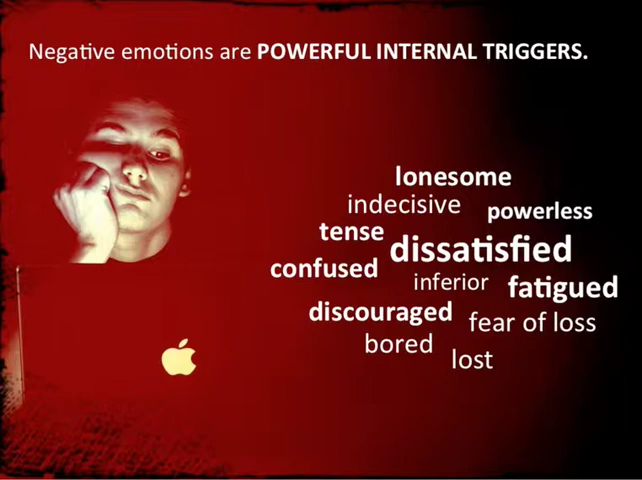 Negative emotions are POWERFUL INTERNAL TRIGGERS.
lonesome
indecisive powerless
tense
dissatisfied
confused
inferior fatigued
discouraged
fear of loss
bored
lost